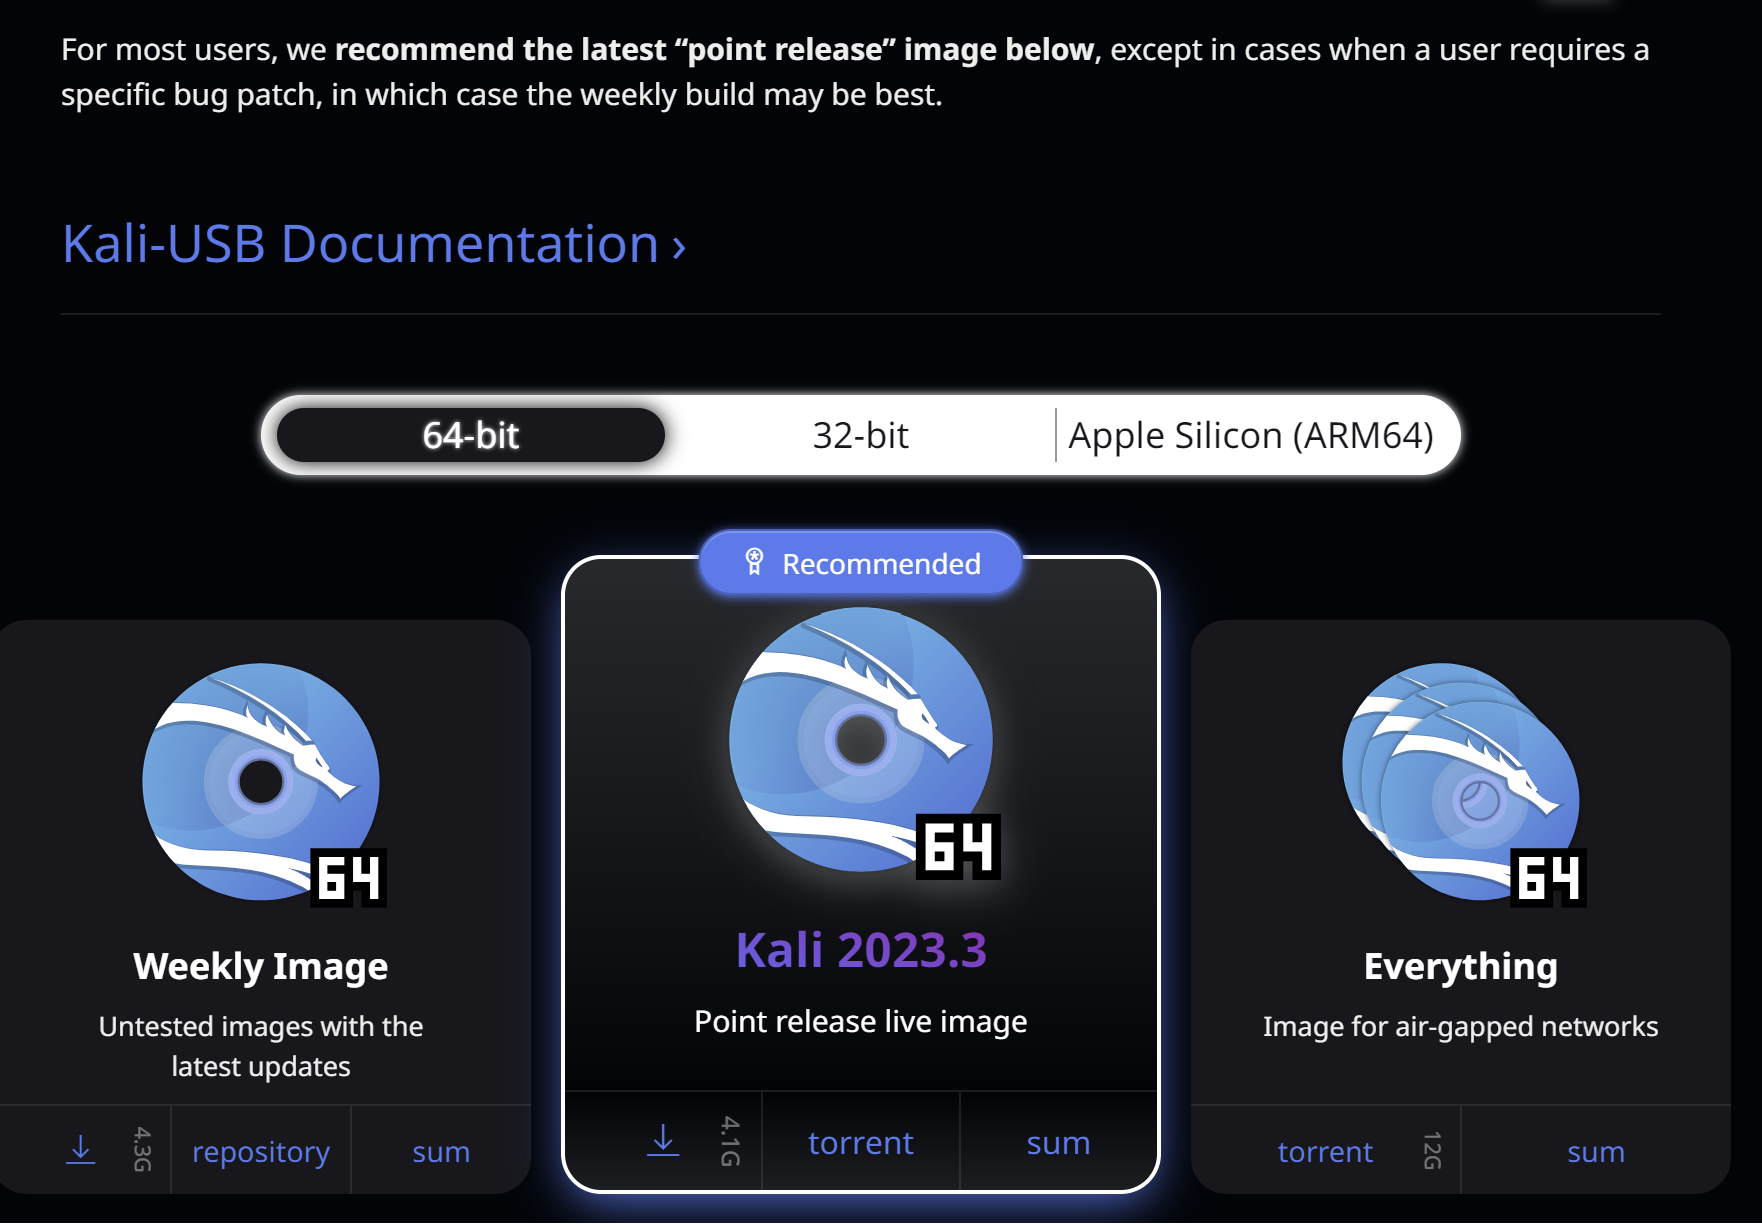 For most users, we recommend the latest “point release” image below, except in cases when a user requires a
specific bug patch, in which case the weekly build may be best.
Kali-USB Documentation ›
64-bit
32-bit
Apple Silicon (ARM64)
64
Weekly Image
Untested images with the
latest updates
4.3G
repository
sum
Recommended
64
Kali 2023.3
Point release live image
4.1G
torrent
sum
64
Everything
Image for air-gapped networks
torrent
12G
sum